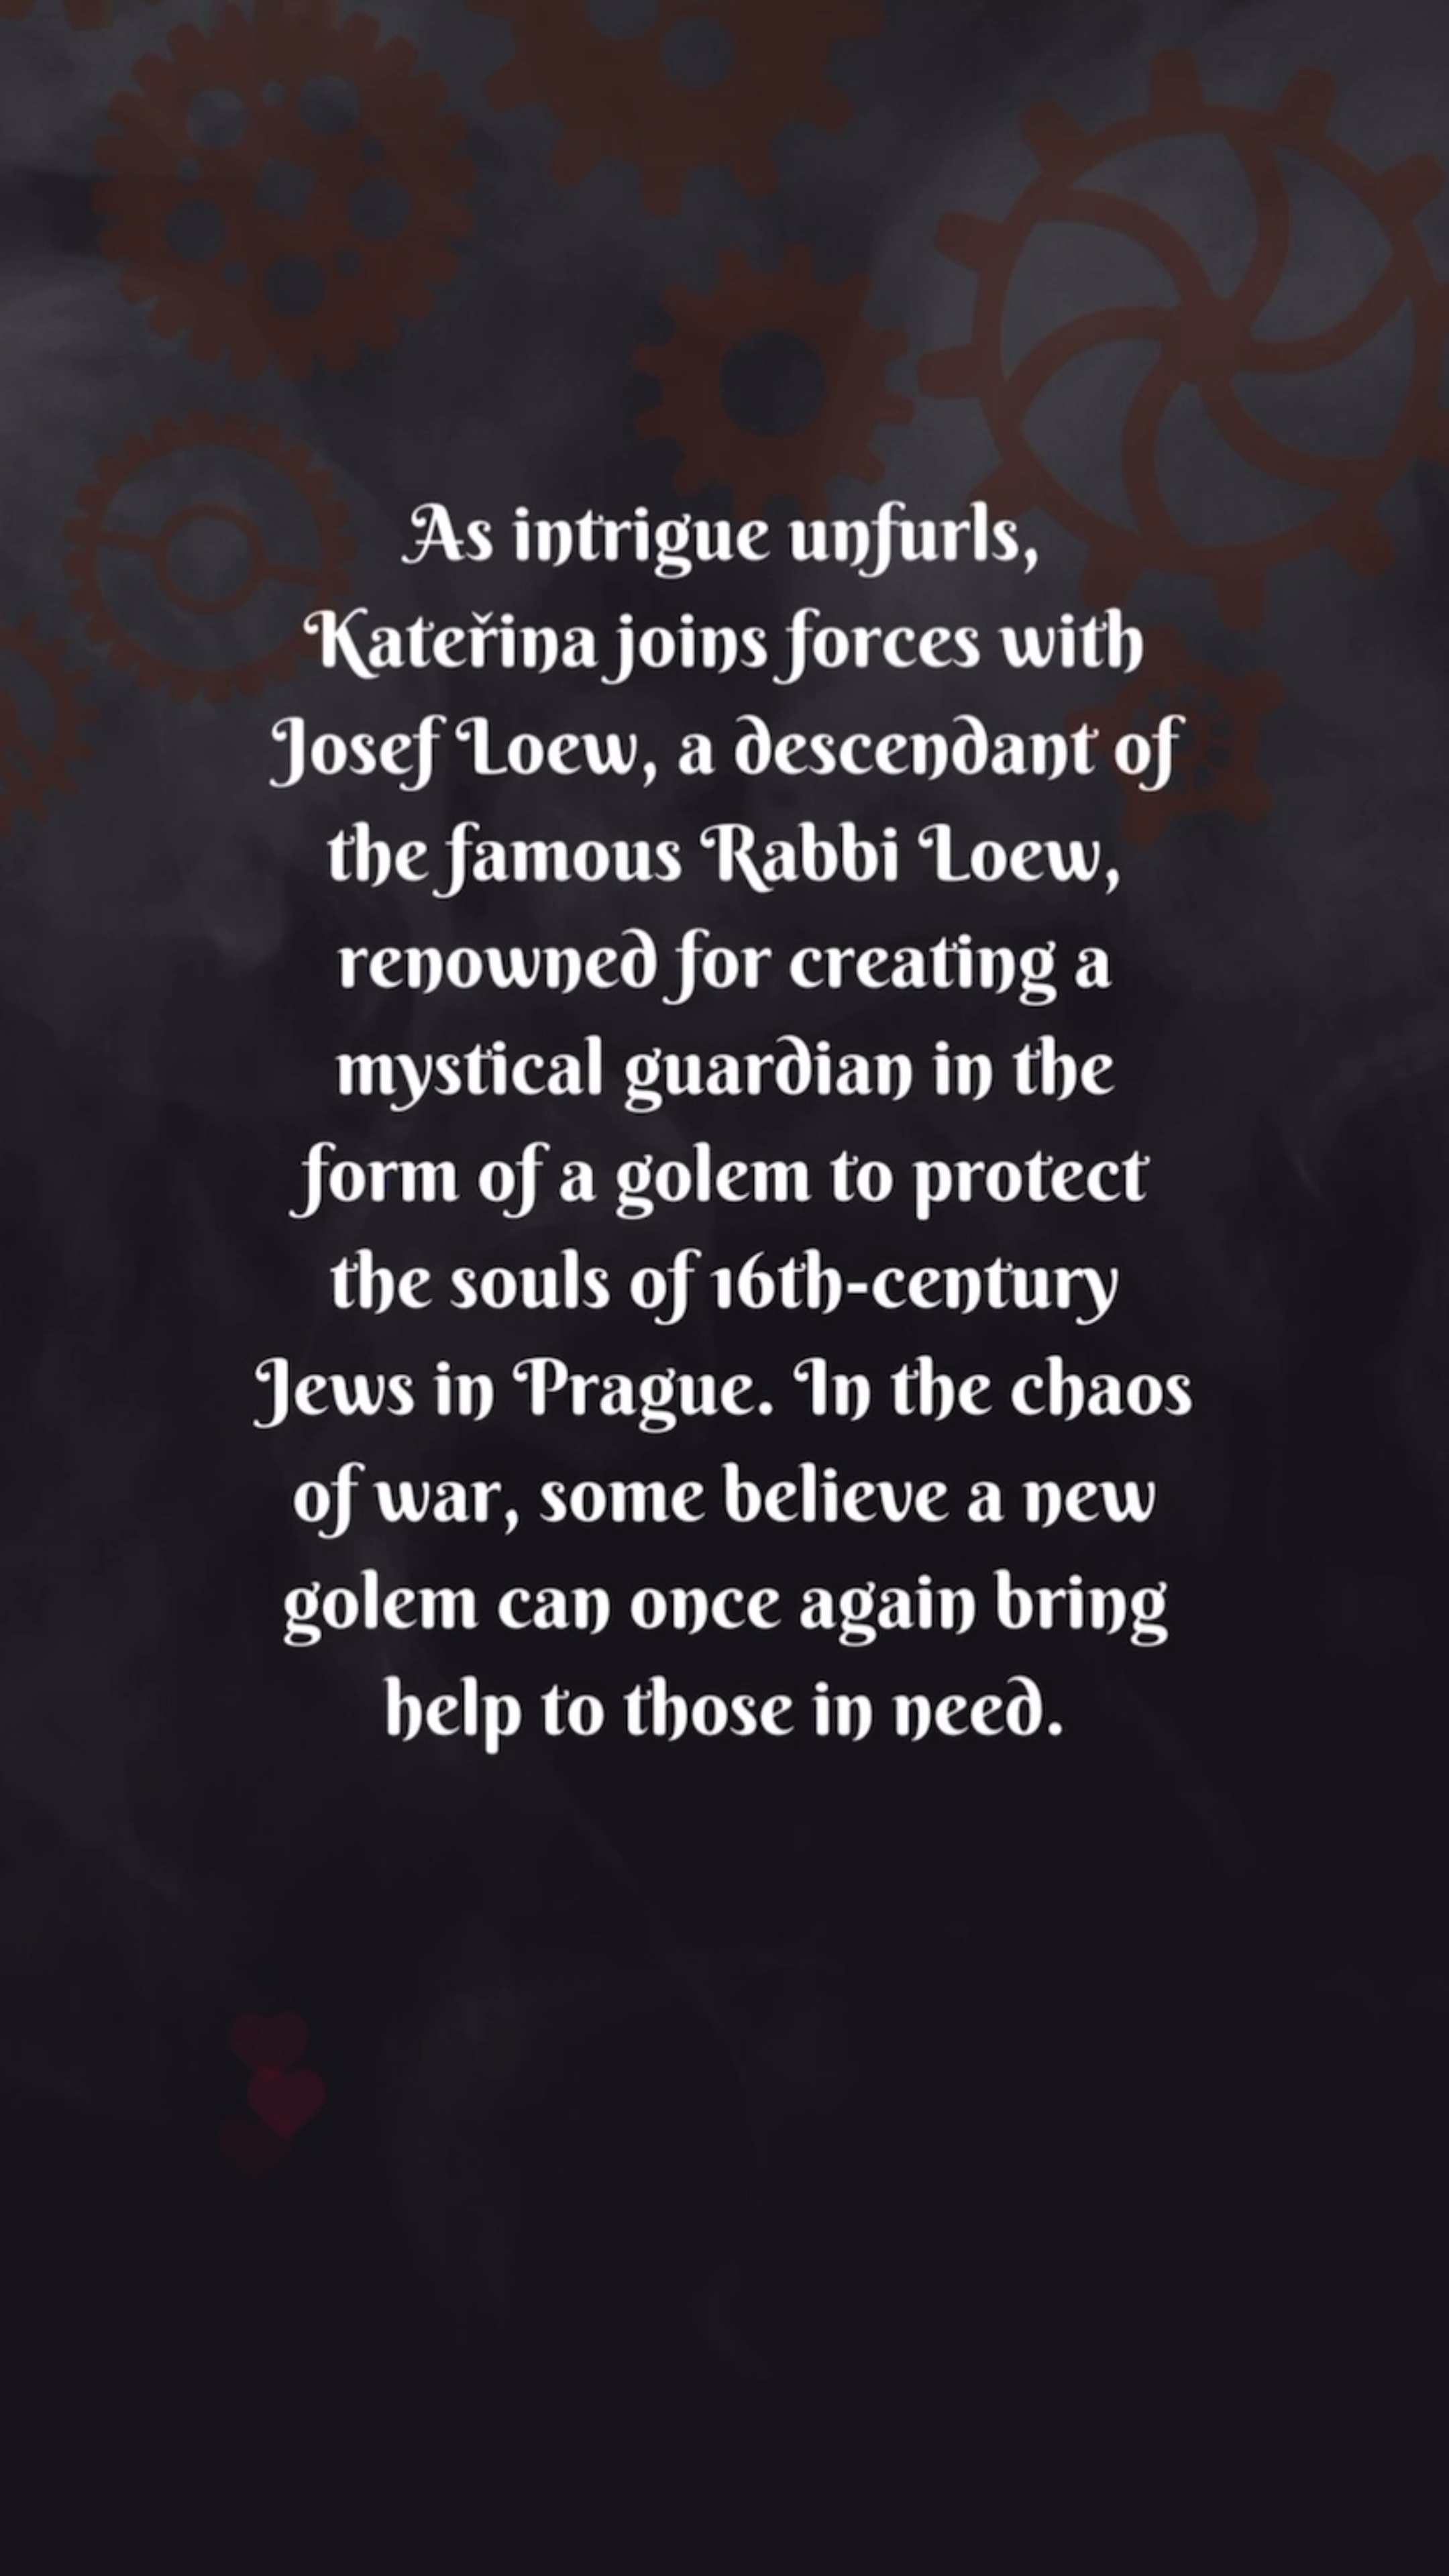 As intrigue unfurls,
Kateřina joins forces with
Josef Loew, a descendant of
the famous Rabbi Loew,
renowned for creating a
mystical guardian in the
form of a golem to protect
the souls of 16th-century
Jews in Prague. In the chaos
of war, some believe a new
golem can once again bring
help to those in need.